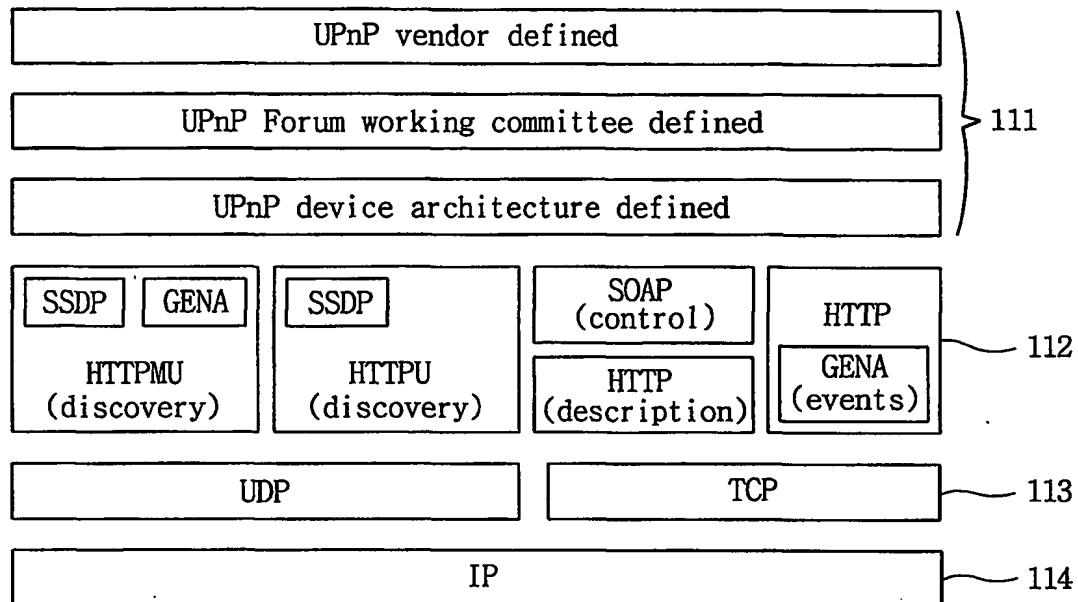 UPnP vendor defined
UPnP Forum working committee defined
111
UPnP device architecture defined
SSDP
GENA
HTTPMU
(discovery)
SSDP
HTTPU
(discovery)
SOAP
(control)
HTTP
(description)
HTTP
GENA
(events)
112
UDP
TCP
113
IP
114